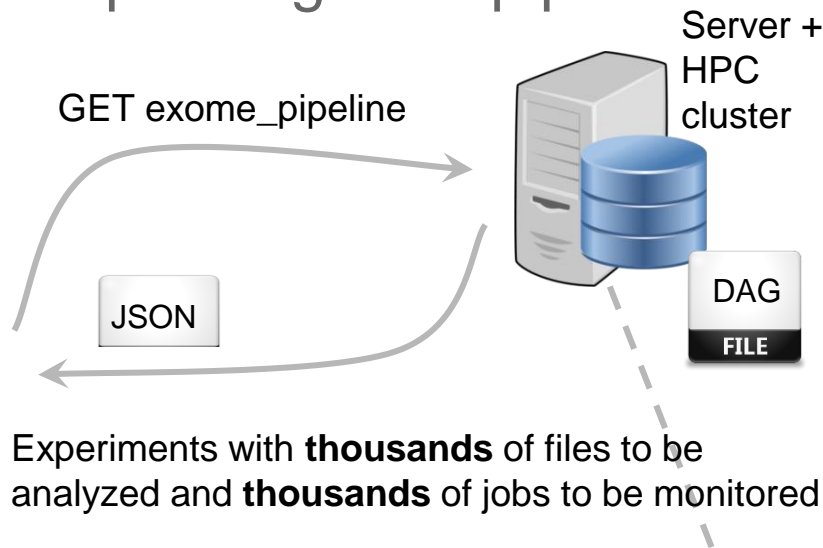 Server +
HPC
cluster
GET exome_pipeline
JSON
DAG
FILE
Experiments with thousands of files to be
analyzed and thousands of jobs to be monitored